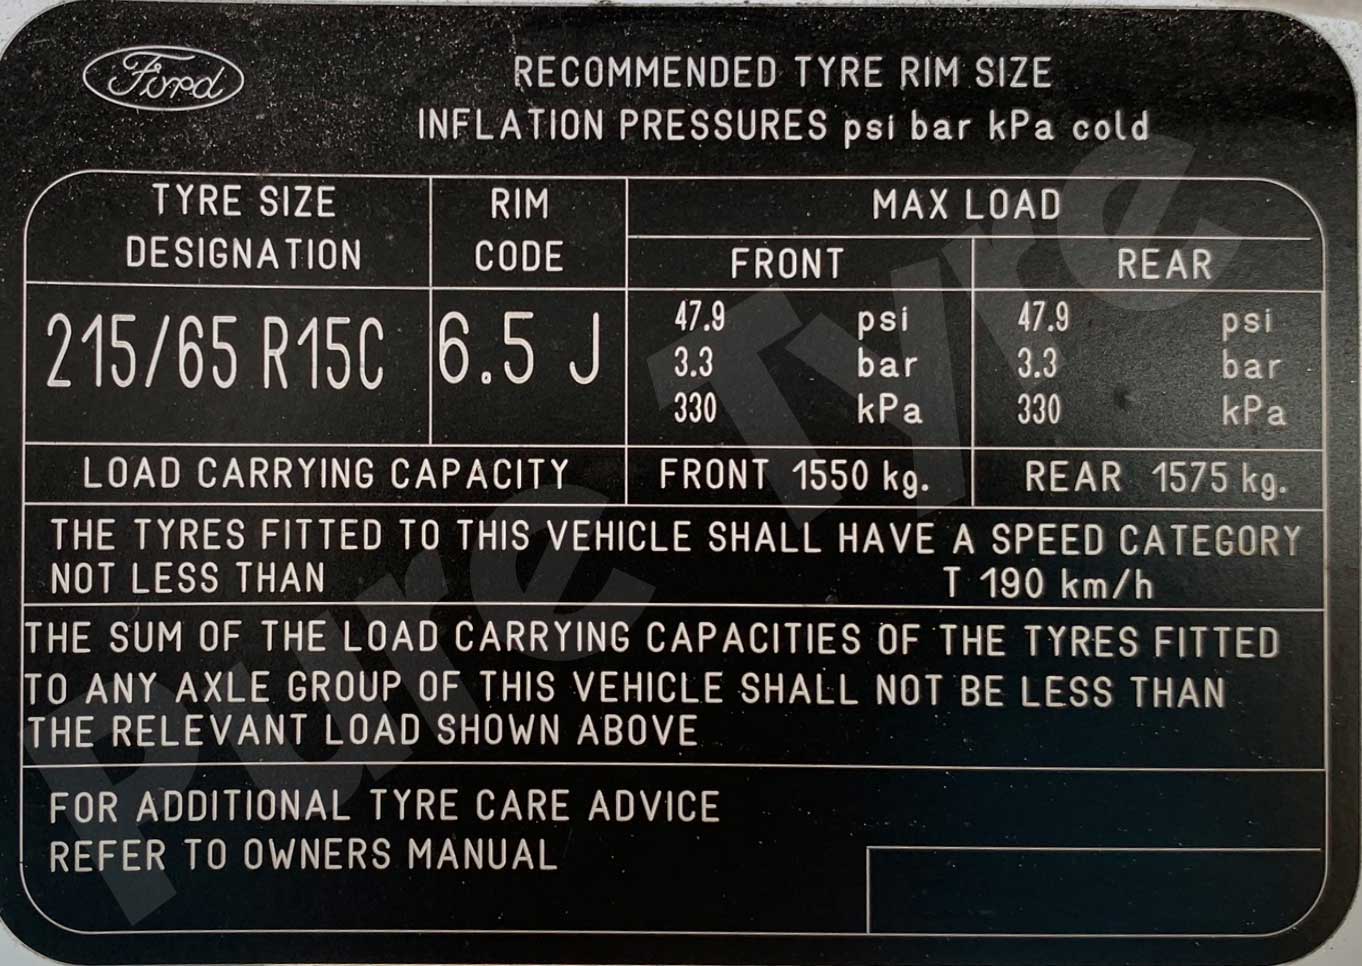 Ford
RECOMMENDED TYRE RIM SIZE
INFLATION PRESSURES psi bar kPa cold
TYRE SIZE DESIGNATION
RIM CODE
MAX LOAD
FRONT
REAR
215/65 R15C
6.5 J
47.9 psi
3.3 bar
330 kPa
47.9 psi
3.3 bar
330 kPa
LOAD CARRYING CAPACITY
FRONT 1550 kg.
REAR 1575 kg.
THE TYRES FITTED TO THIS VEHICLE SHALL HAVE A SPEED CATEGORY
NOT LESS THAN T 190 km/h
THE SUM OF THE LOAD CARRYING CAPACITIES OF THE TYRES FITTED
TO ANY AXLE GROUP OF THIS VEHICLE SHALL NOT BE LESS THAN
THE RELEVANT LOAD SHOWN ABOVE
FOR ADDITIONAL TYRE CARE ADVICE
REFER TO OWNERS MANUAL
Pure Tyre